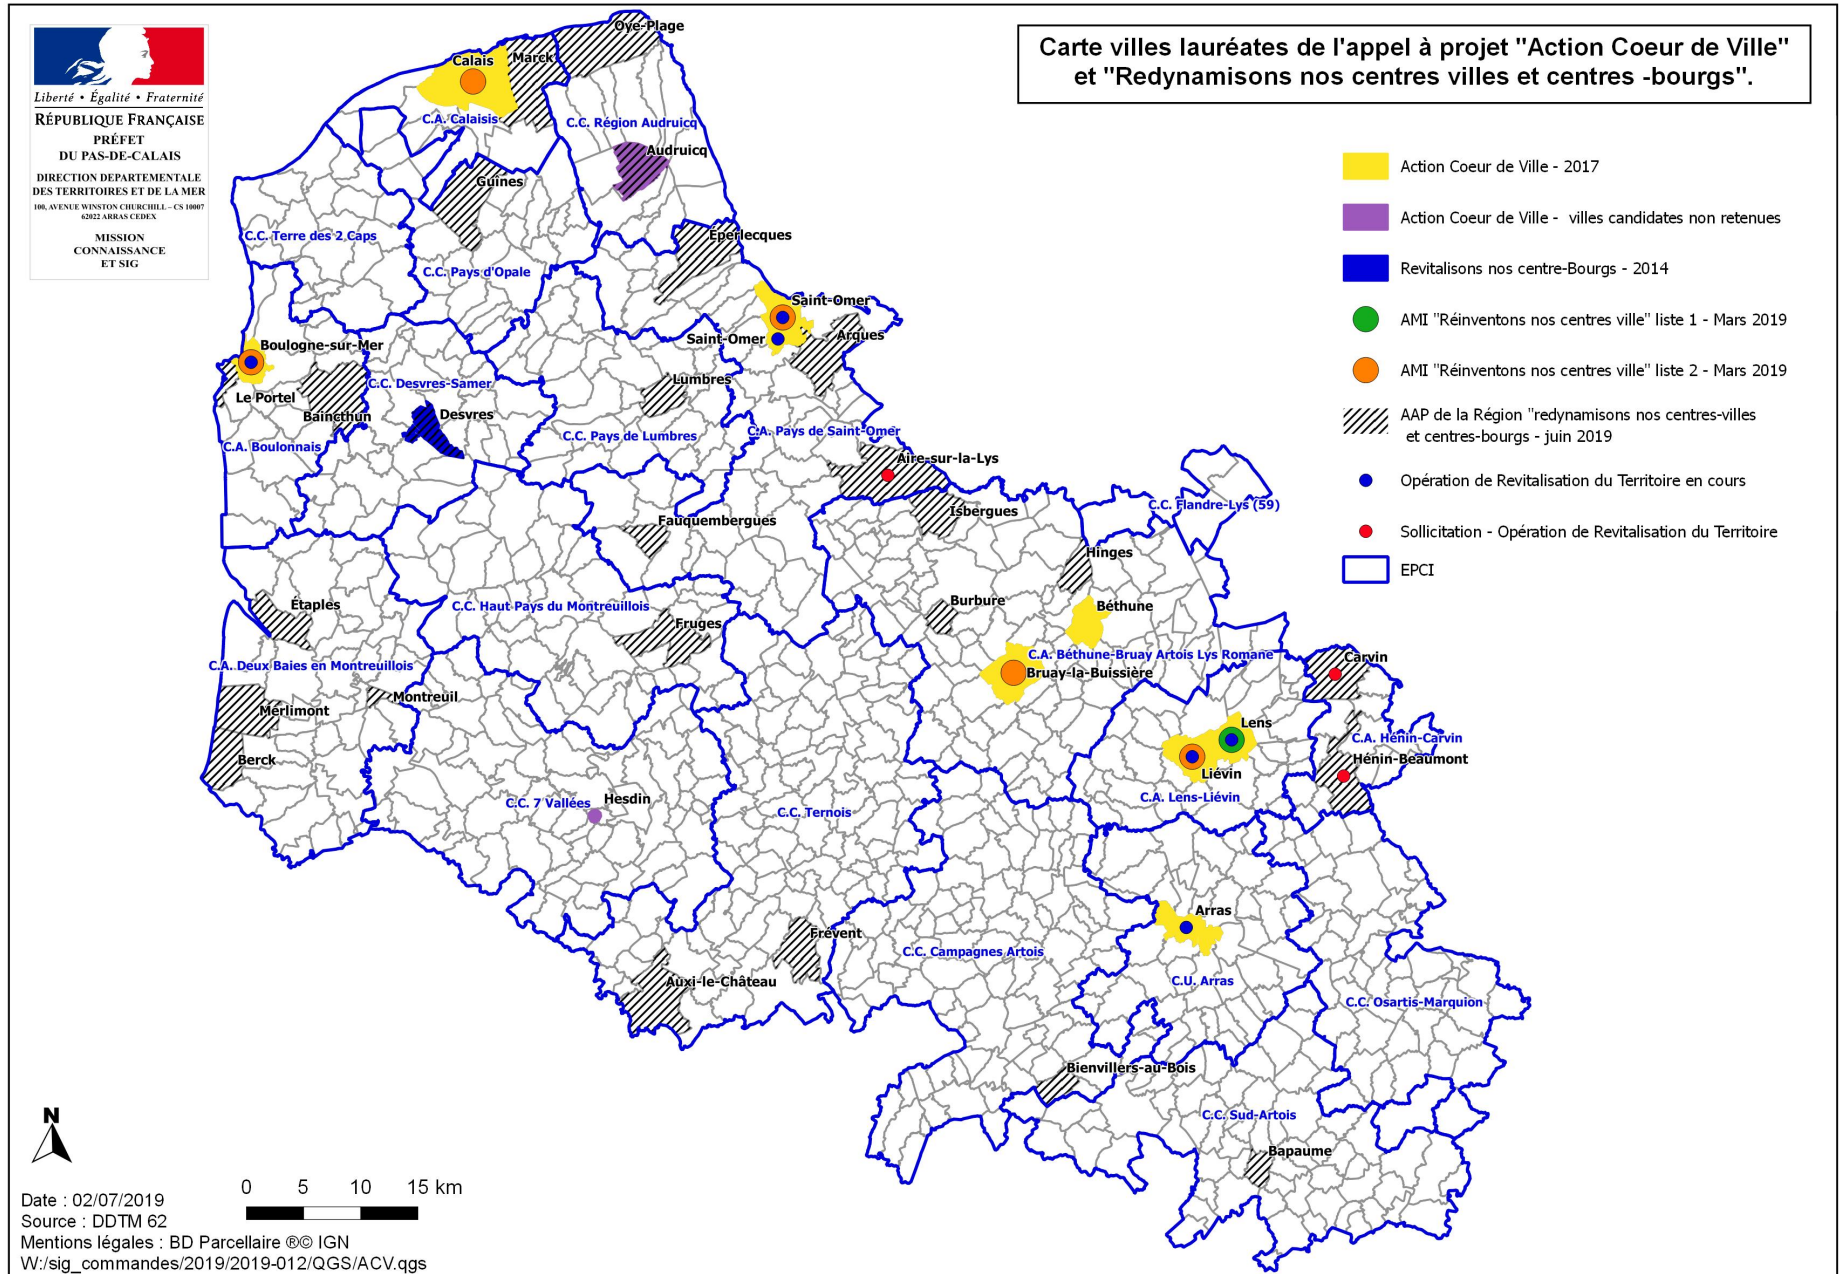 Liberté • Égalité • Fraternité
RÉPUBLIQUE FRANÇAISE
PRÉFET
DU PAS-DE-CALAIS
DIRECTION DEPARTEMENTALE
DES TERRITOIRES ET DE LA MER
100, AVENUE WINSTON CHURCHILL – CS 10007
62022 ARRAS CEDEX
MISSION
CONNAISSANCE
ET SIG
Carte villes lauréates de l'appel à projet "Action Coeur de Ville"
et "Redynamisons nos centres villes et centres -bourgs".
Action Coeur de Ville - 2017
Action Coeur de Ville -  villes candidates non retenues
Revitalisons nos centre-Bourgs - 2014
AMI "Réinventons nos centres ville" liste 1 - Mars 2019
AMI "Réinventons nos centres ville" liste 2 - Mars 2019
AAP de la Région "redynamisons nos centres-villes
et centres-bourgs - juin 2019
Opération de Revitalisation du Territoire en cours
Sollicitation - Opération de Revitalisation du Territoire
EPCI
Oye-Plage
Calais
Marck
C.A. Calaisis
C.C. Région Audruicq
Audruicq
Guînes
C.C. Terre des 2 Caps
Éperlecques
C.C. Pays d'Opale
Saint-Omer
Saint-Omer
Arques
Boulogne-sur-Mer
Lumbres
C.C. Desvres-Samer
Le Portel
Baincthun
Desvres
C.A. Pays de Saint-Omer
C.C. Pays de Lumbres
C.A. Boulonnais
Aire-sur-la-Lys
C.C. Flandre-Lys (59)
Isbergues
Fauquembergues
Hinges
Burbure
Béthune
Étaples
C.C. Haut Pays du Montreuillois
Fruges
C.A. Béthune-Bruay Artois Lys Romane
Carvin
C.A. Deux Baies en Montreuillois
Bruay-la-Buissière
Montreuil
Merlimont
Lens
C.A. Hénin-Carvin
Berck
Hénin-Beaumont
Liévin
C.A. Lens-Liévin
C.C. 7 Vallées
Hesdin
C.C. Ternois
Arras
Frévent
C.C. Campagnes Artois
Auxi-le-Château
C.U. Arras
C.C. Osartis-Marquion
Bienvillers-au-Bois
C.C. Sud-Artois
Bapaume
N
0 5 10 15 km
Date : 02/07/2019
Source : DDTM 62
Mentions légales : BD Parcellaire ®© IGN
W:/sig_commandes/2019/2019-012/QGS/ACV.qgs